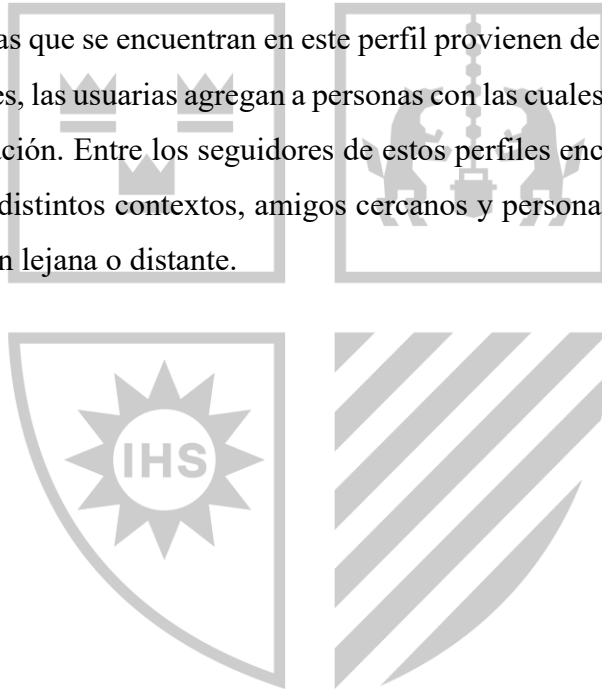 as que se encuentran en este perfil provienen de
es, las usuarias agregan a personas con las cuales
ción. Entre los seguidores de estos perfiles enc
distintos contextos, amigos cercanos y persona
n lejana o distante.
IHS